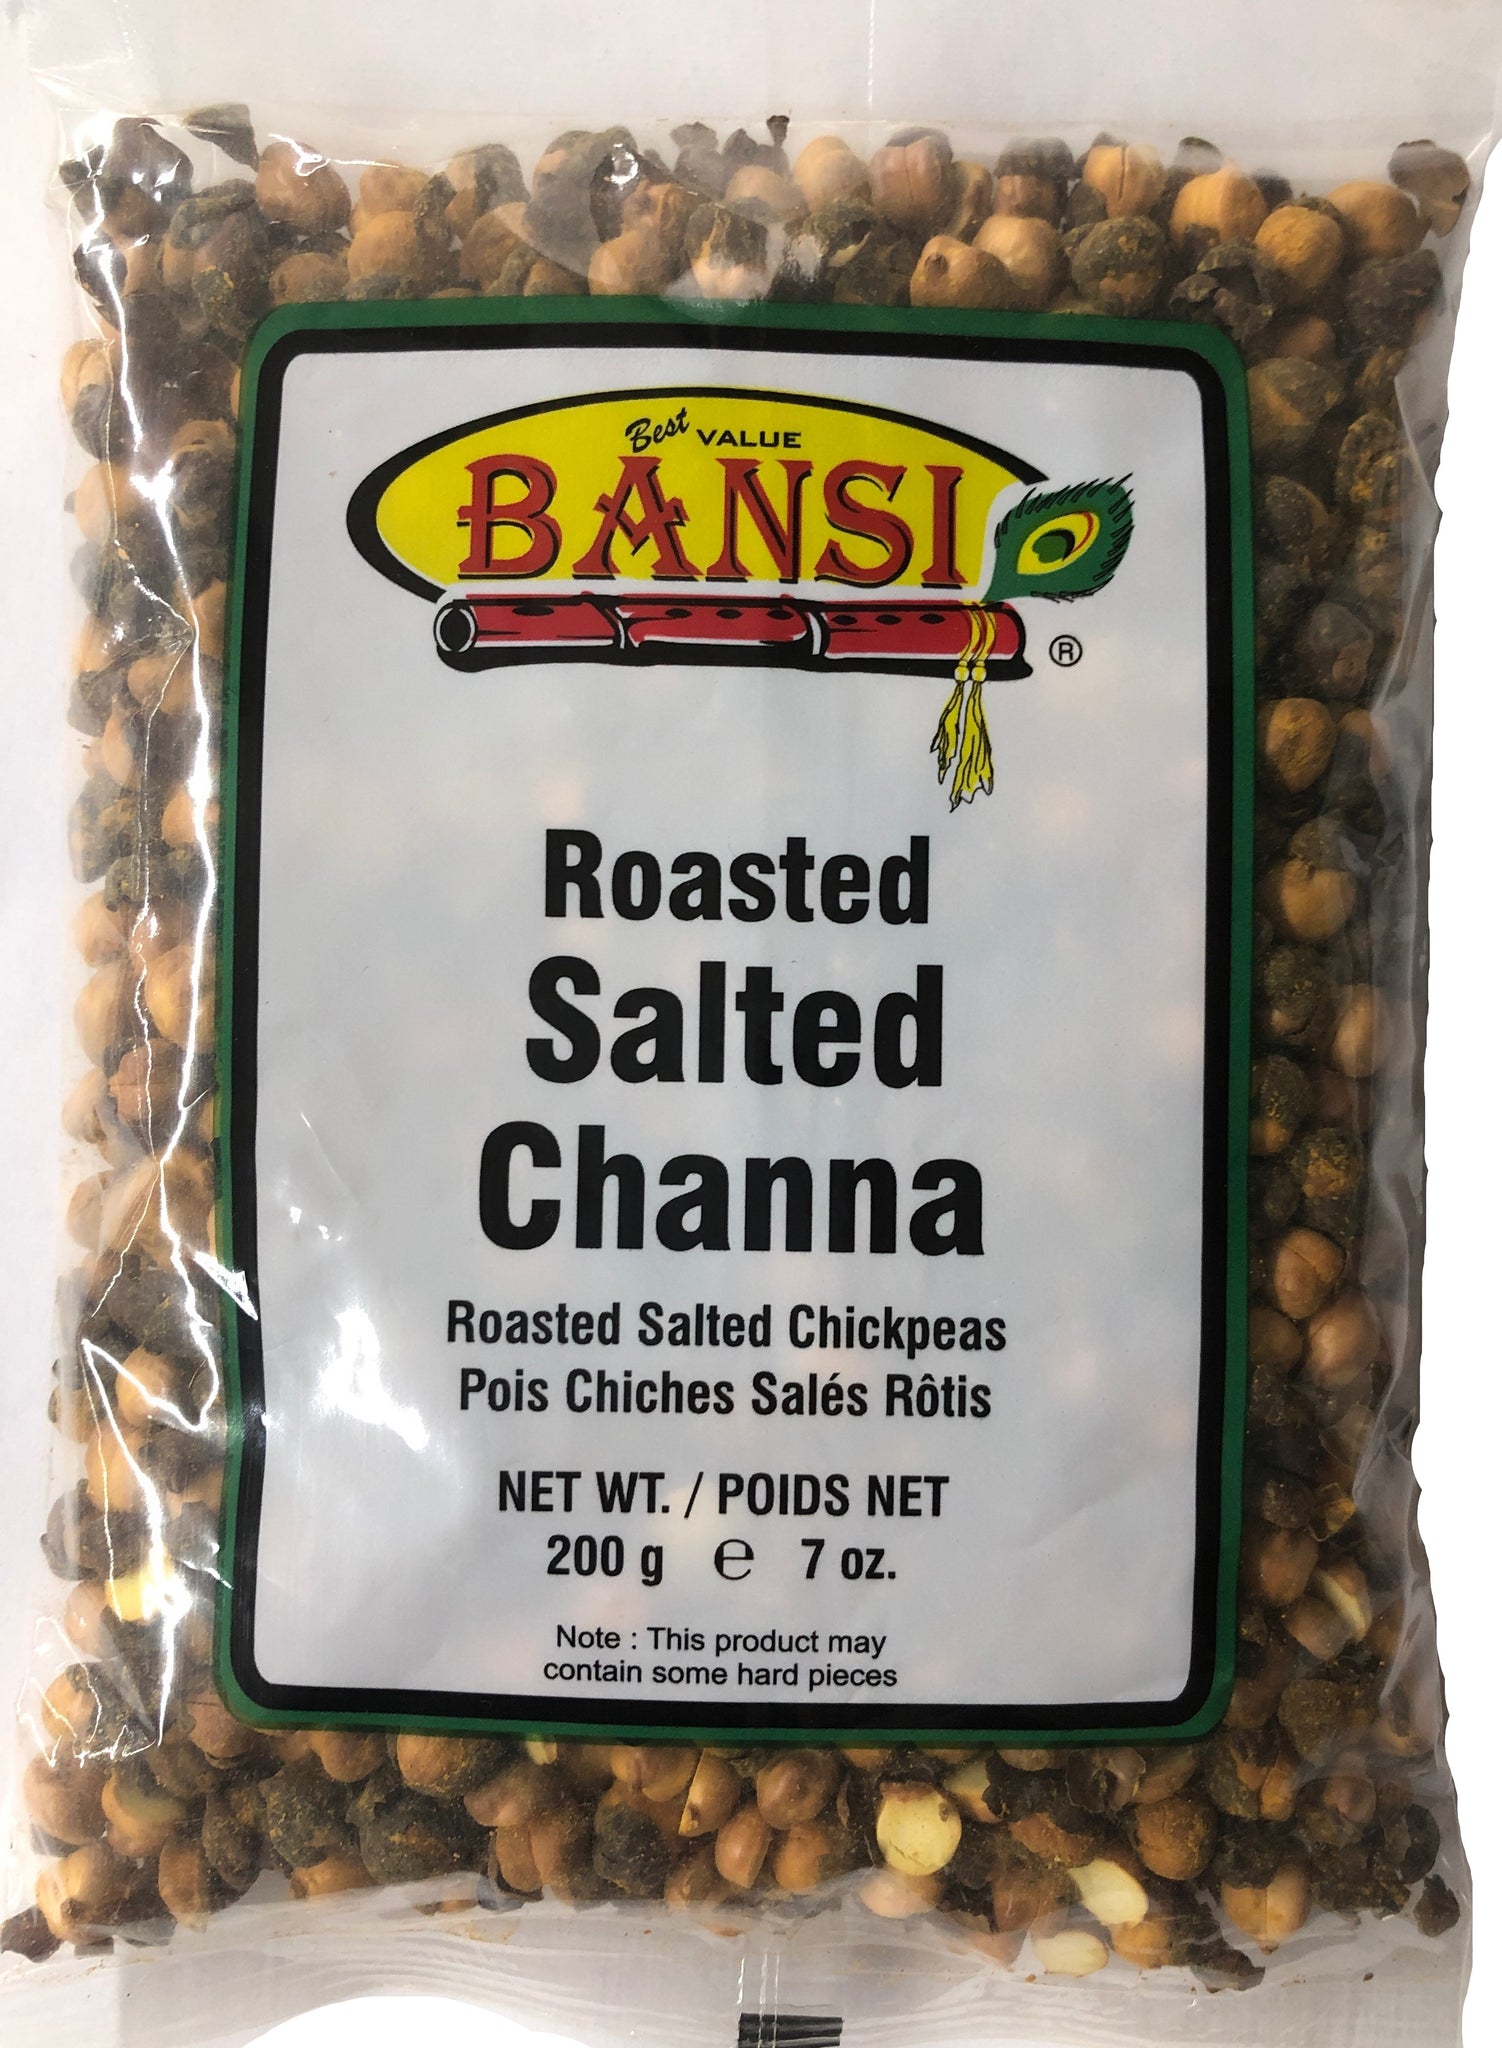 Best VALUE
BANSI
®
Roasted
Salted
Channa
Roasted Salted Chickpeas
Pois Chiches Salés Rôtis
NET WT. / POIDS NET
200 g ℮ 7 oz.
Note : This product may
contain some hard pieces